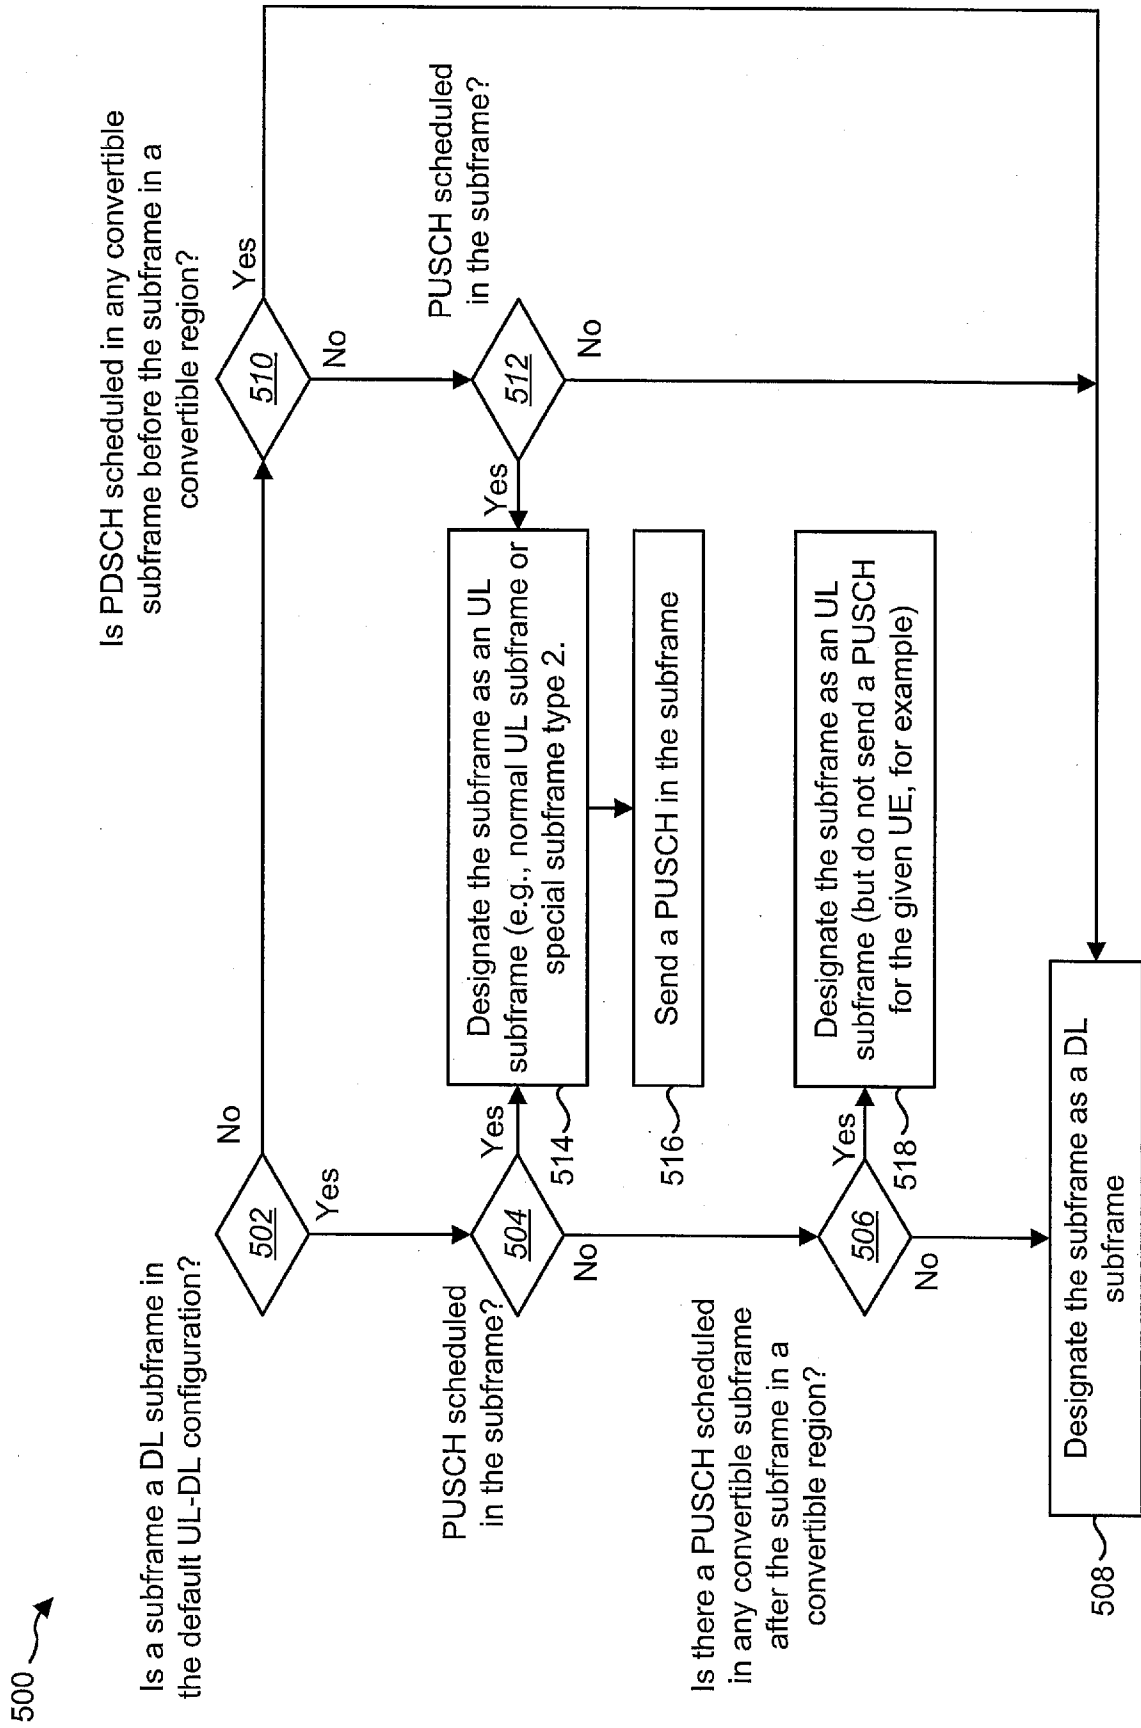 500
Is a subframe a DL subframe in
the default UL-DL configuration?
502
No
Yes
Is PDSCH scheduled in any convertible
subframe before the subframe in a
convertible region?
510
Yes
No
PUSCH scheduled
in the subframe?
504
Yes
No
PUSCH scheduled
in the subframe?
512
Yes
No
Designate the subframe as an UL
subframe (e.g., normal UL subframe or
special subframe type 2.
514
Send a PUSCH in the subframe
516
Is there a PUSCH scheduled
in any convertible subframe
after the subframe in a
convertible region?
506
Yes
No
Designate the subframe as an UL
subframe (but do not send a PUSCH
for the given UE, for example)
518
Designate the subframe as a DL
subframe
508